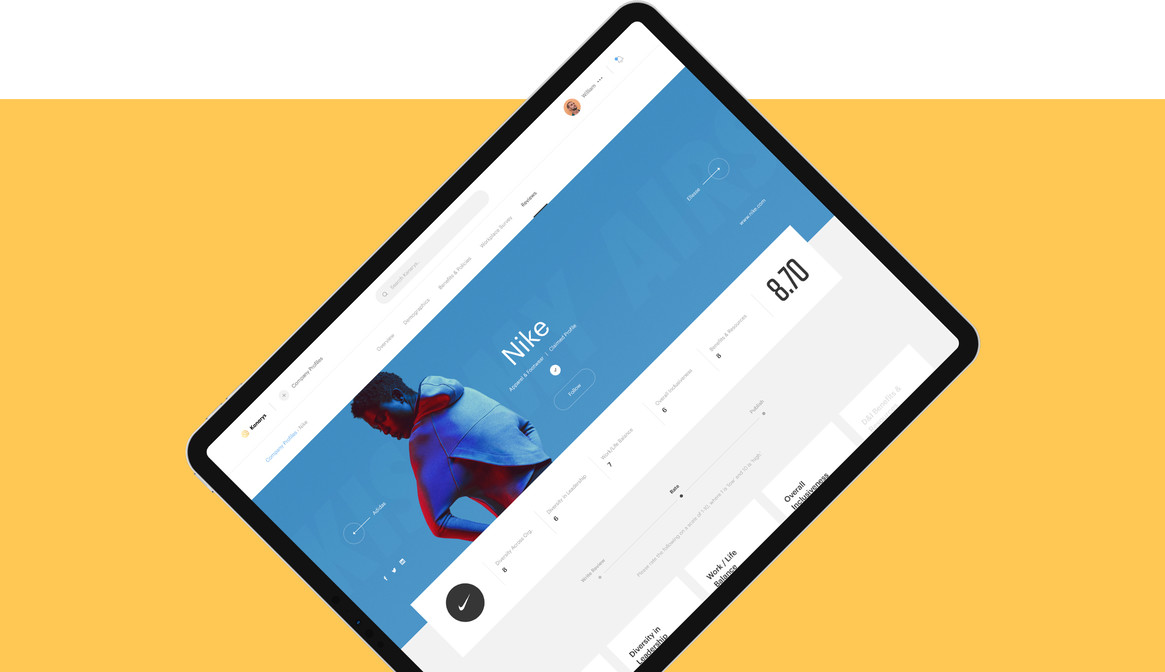 Kanarys
Company Profiles
Search Kanarys...
William
Company Profiles - Nike
Overview
Demographics
Benefits & Policies
Workplace Survey
Reviews
Nike
Apparel & Footwear | Claimed Profile
Follow
Adidas
Ellesse
www.nike.com
Diversity Across Org.
8
Diversity in Leadership
6
Work/Life Balance
7
Overall Inclusiveness
6
Benefits & Resources
8
8.70
Write Review
Rate
Publish
Please rate the following on a scale of 1-10, where 1 is 'low' and 10 is 'high'.
Diversity in
Leadership
Work / Life
Balance
Overall
Inclusiveness
D&I Benefits &